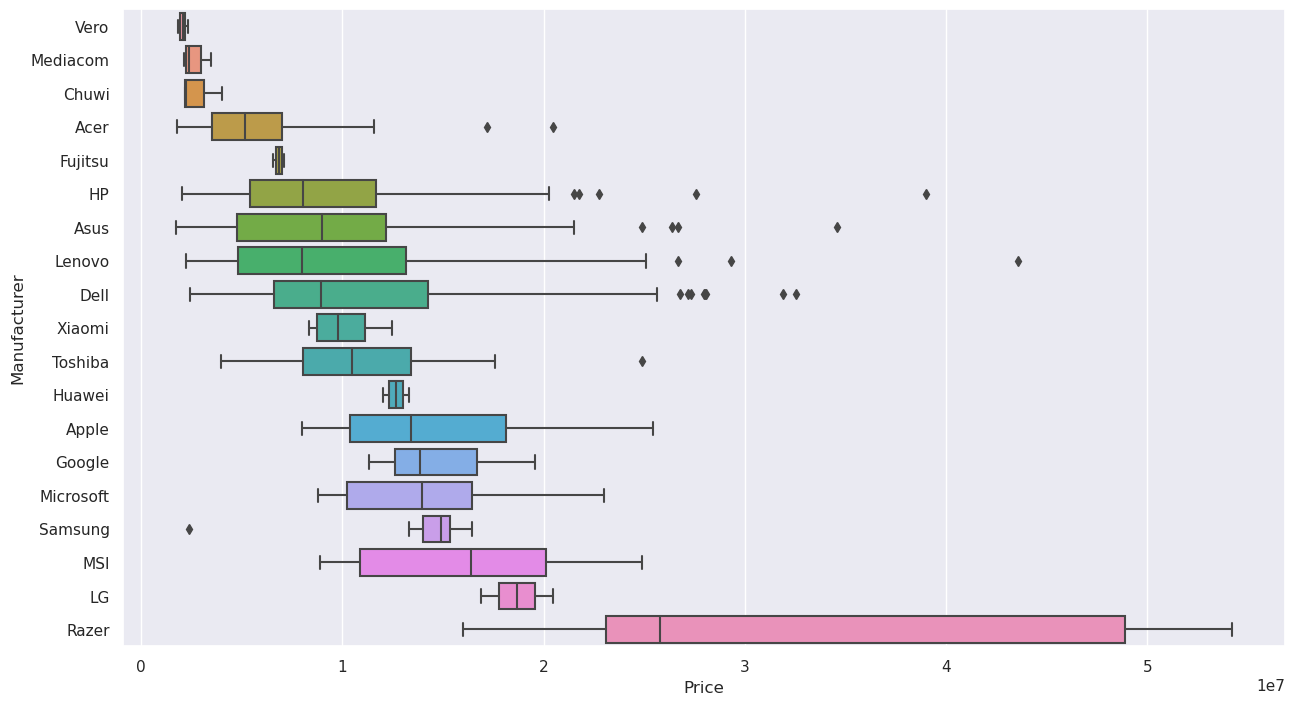 Manufacturer
Vero
Mediacom
Chuwi
Acer
Fujitsu
HP
Asus
Lenovo
Dell
Xiaomi
Toshiba
Huawei
Apple
Google
Microsoft
Samsung
MSI
LG
Razer
0 1 2 3 4 5
1e7
Price